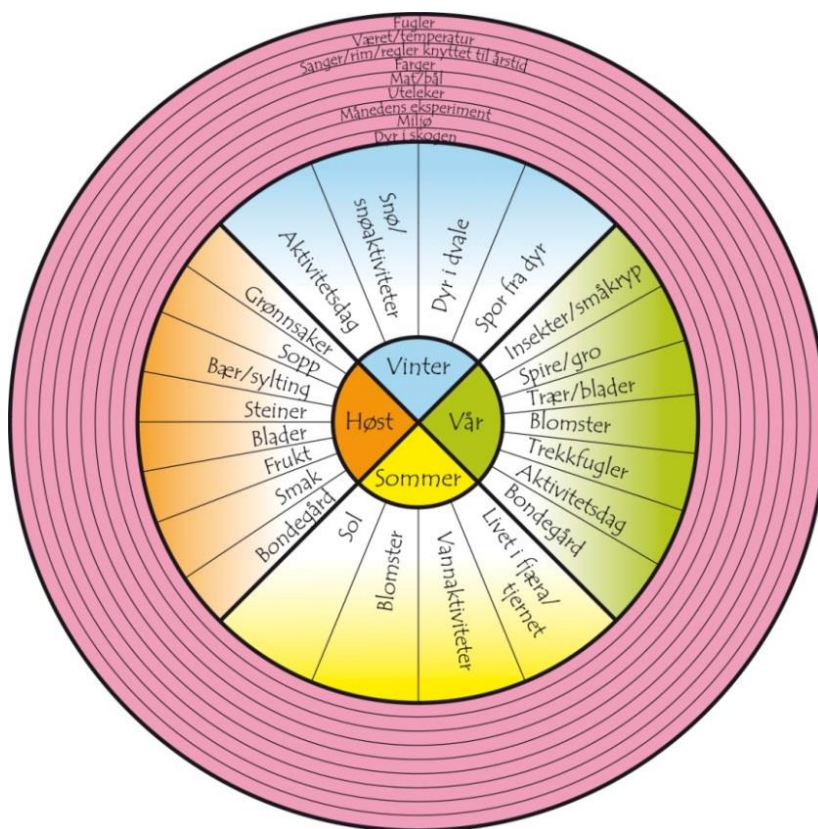 Fugler
Været/temperatur
Sanger/rim/regler knyttet til årstid
Farger
Mat/bål
Uteleker
Månedens eksperiment
Miljø
Dyr i skogen
Aktivitetsdag
Snø/
snøaktiviteter
Dyr i dvale
Spor fra dyr
Insekter/småkryp
Spire/gro
Trær/blader
Blomster
Trekkfugler
Aktivitetsdag
Bondegård
Livet i fjæra/
tjernet
Vannaktiviteter
Blomster
Sol
Bondegård
Smak
Frukt
Blader
Steiner
Bær/sylting
Sopp
Grønnsaker
Vinter
Vår
Sommer
Høst